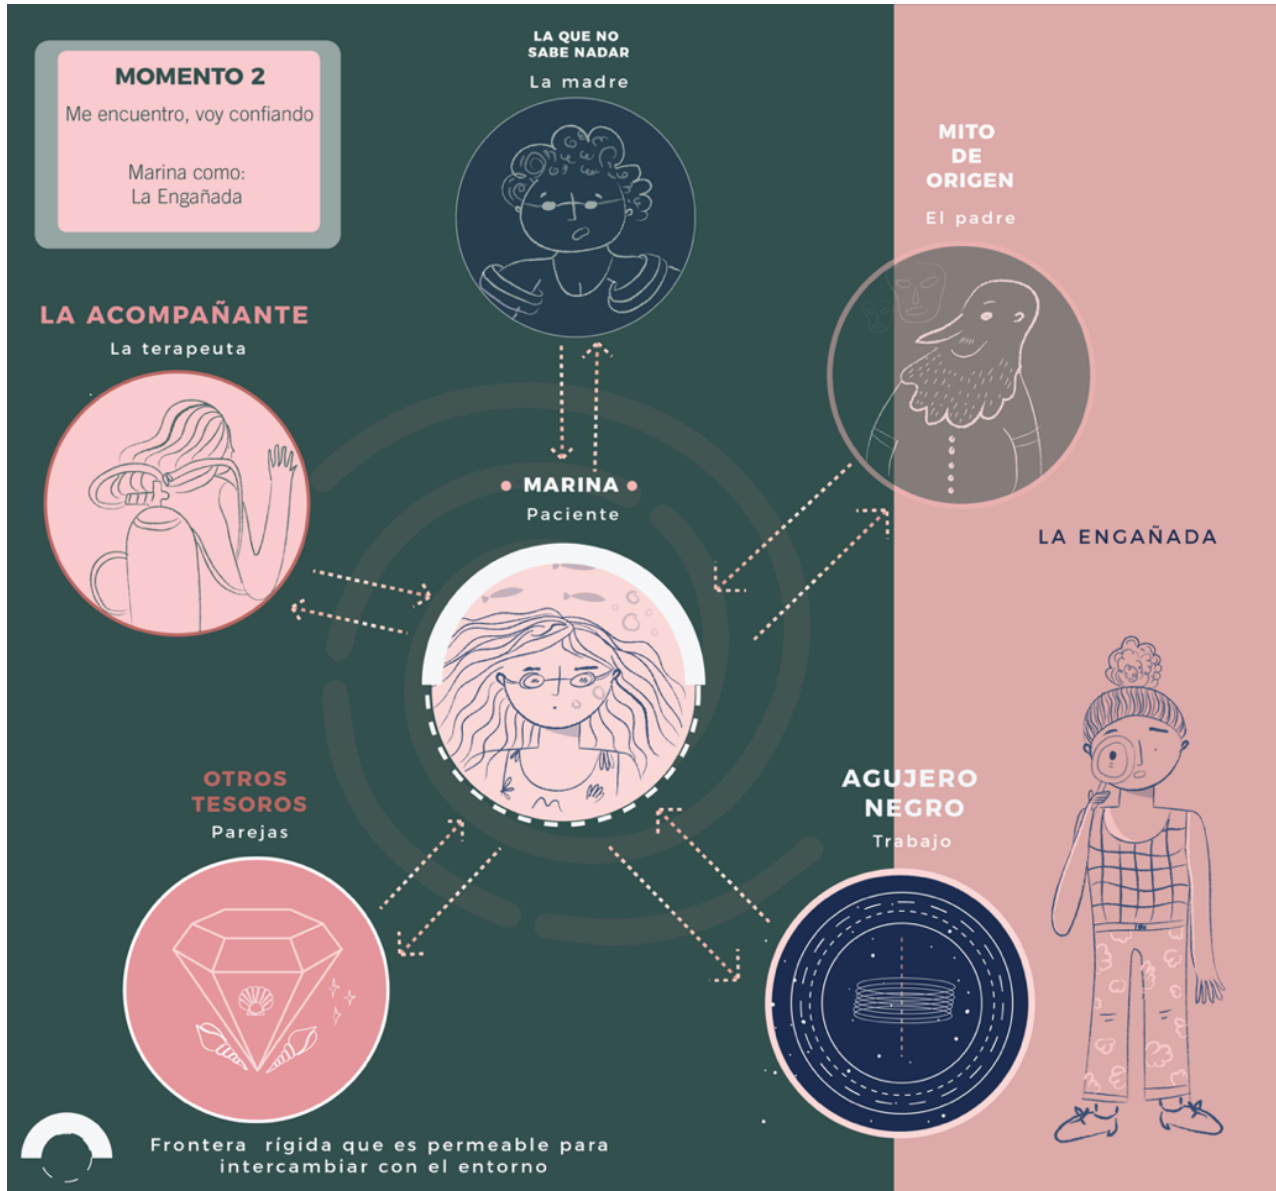 MOMENTO 2
Me encuentro, voy confiando
Marina como:
La Engañada
LA QUE NO
SABE NADAR
La madre
MITO
DE
ORIGEN
El padre
LA ACOMPAÑANTE
La terapeuta
MARINA
Paciente
LA ENGAÑADA
OTROS
TESOROS
Parejas
AGUJERO
NEGRO
Trabajo
Frontera rígida que es permeable para
intercambiar con el entorno